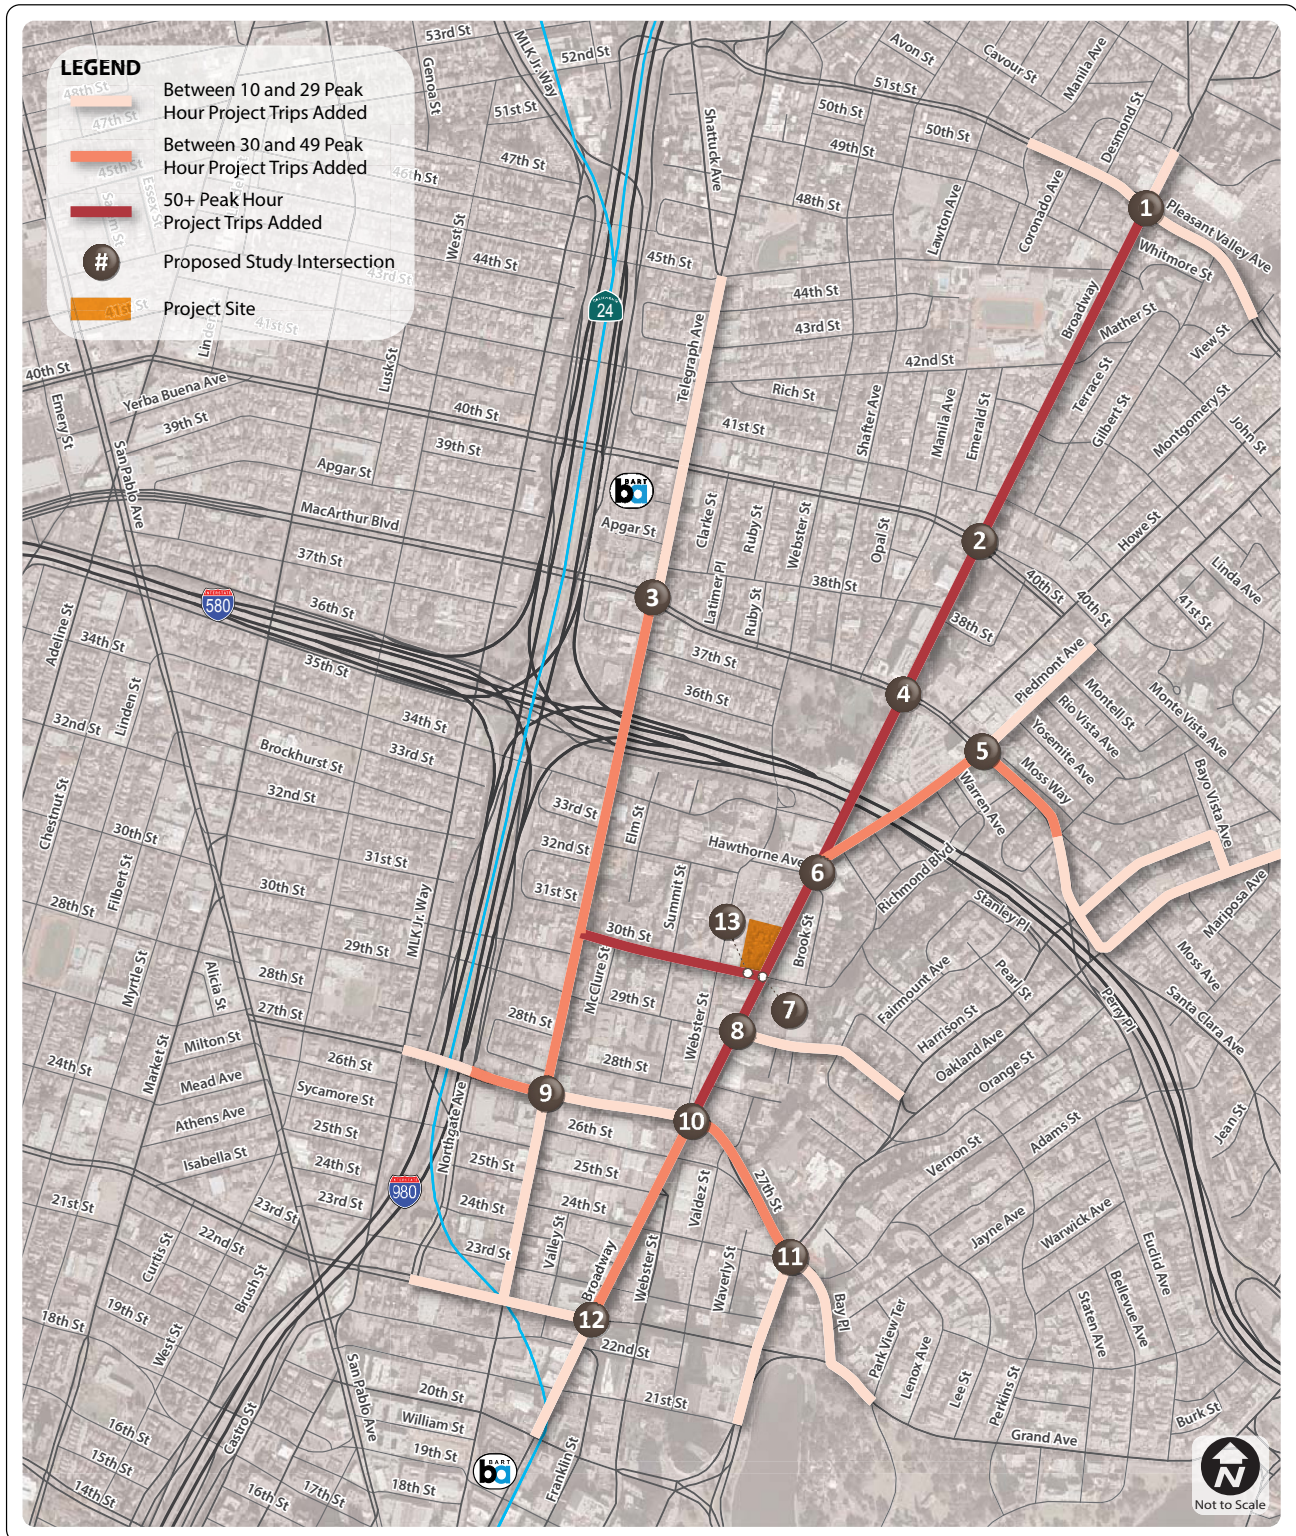 LEGEND
Between 10 and 29 Peak
Hour Project Trips Added
Between 30 and 49 Peak
Hour Project Trips Added
50+ Peak Hour
Project Trips Added
#
Proposed Study Intersection
Project Site
53rd St
52nd St
MLK Jr. Way
Genoa St
51st St
47th St
46th St
West St
44th St
43rd St
48th St
47th St
45th St
Essex St
41st St
41st St
Lusk St
40th St
Yerba Buena Ave
39th St
Emery St
San Pablo Ave
40th St
39th St
Apgar St
MacArthur Blvd
37th St
36th St
35th St
CALIFORNIA
24
Shattuck Ave
45th St
Telegraph Ave
Avon St
Cavour St
Manila Ave
51st St
50th St
50th St
49th St
48th St
Desmond St
Coronado Ave
Lawton Ave
1
Pleasant Valley Ave
Whitmore St
44th St
43rd St
42nd St
Broadway
Mather St
View St
Terrace St
Gilbert St
Montgomery St
John St
Rich St
Shafter Ave
Manila Ave
Emerald St
41st St
BART
ba
Apgar St
Clarke St
Ruby St
Webster St
Opal St
2
Howe St
Linda Ave
40th St
40th St
41st St
38th St
38th St
Latimer Pl
Ruby St
3
INTERSTATE
580
Adeline St
34th St
Linden St
32nd St
Brockhurst St
34th St
33rd St
32nd St
37th St
36th St
4
5
Piedmont Ave
Montell St
Rio Vista Ave
Yosemite Ave
Monte Vista Ave
Moss Way
Warren Ave
Bayo Vista Ave
Chestnut St
30th St
Filbert St
28th St
31st St
30th St
29th St
MLK Jr. Way
33rd St
32nd St
31st St
Elm St
Hawthorne Ave
6
Richmond Blvd
Stanley Pl
Mariposa Ave
Moss Ave
Santa Clara Ave
Summit St
30th St
13
Brook St
McClure St
29th St
28th St
28th St
Webster St
7
8
Fairmount Ave
Pearl St
Harrison St
Oakland Ave
Orange St
Perry Pl
Myrtle St
Alicia St
28th St
27th St
Milton St
Mead Ave
Athens Ave
Isabella St
Market St
24th St
26th St
Sycamore St
25th St
24th St
23rd St
23rd St
22nd St
Northgate Ave
9
10
26th St
25th St
24th St
25th St
24th St
23rd St
Valley St
Broadway
Webster St
Valdez St
27th St
Waverly St
11
Bay Pl
12
22nd St
21st St
Vernon St
Adams St
Jean St
Jayne Ave
Warwick Ave
Euclid Ave
Bellevue Ave
Staten Ave
Park View Ter
Lenox Ave
Lee St
Perkins St
Burk St
Grand Ave
INTERSTATE
980
21st St
Curtis St
Brush St
19th St
18th St
West St
16th St
15th St
14th St
Castro St
San Pablo Ave
20th St
William St
19th St
18th St
17th St
16th St
Franklin St
BART
ba
N
Not to Scale